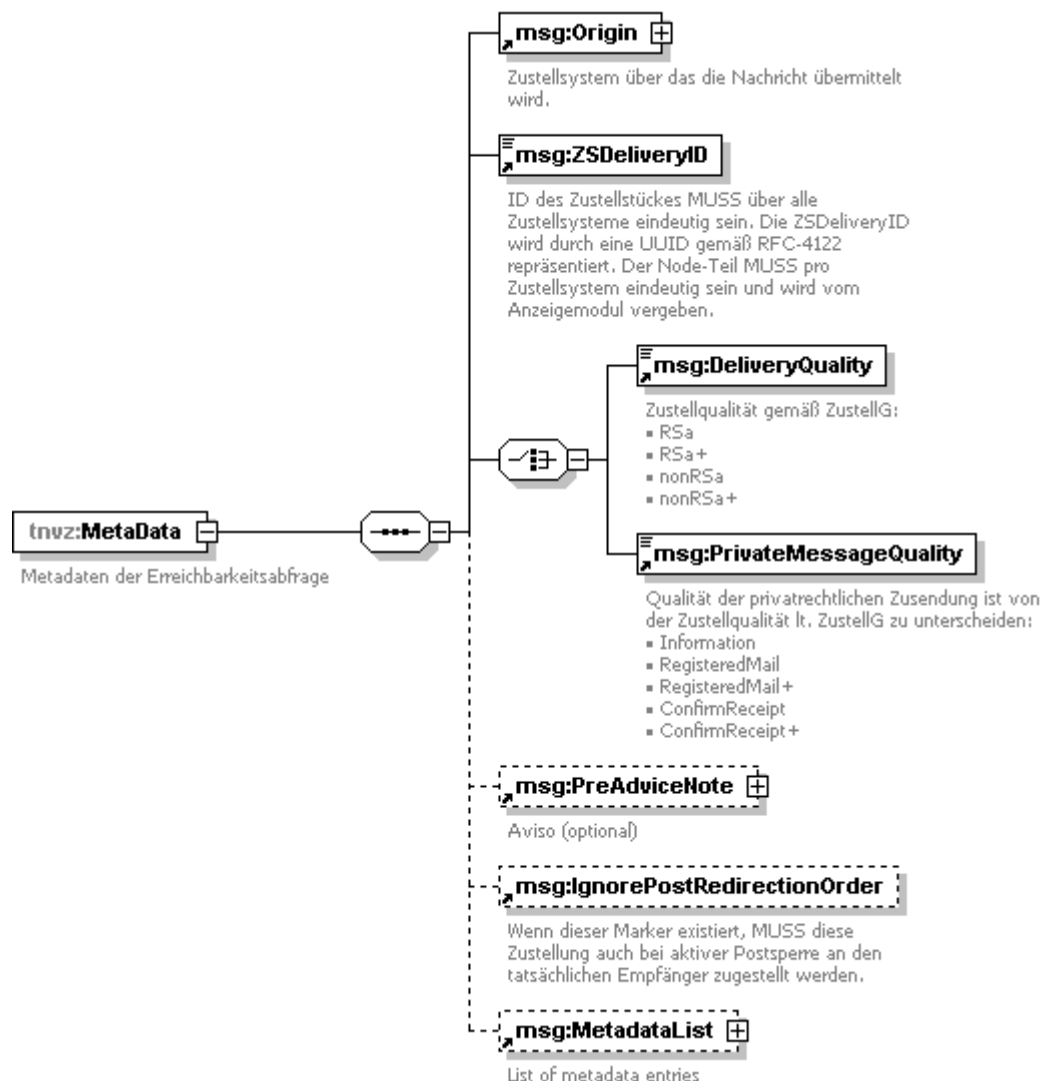 msg:Origin
Zustellsystem über das die Nachricht übermittelt
wird.
msg:ZSDeliveryID
ID des Zustellstückes MUSS über alle
Zustellsysteme eindeutig sein. Die ZSDeliveryID
wird durch eine UUID gemäß RFC-4122
repräsentiert. Der Node-Teil MUSS pro
Zustellsystem eindeutig sein und wird vom
Anzeigemodul vergeben.
msg:DeliveryQuality
Zustellqualität gemäß ZustellG:
▪ RSa
▪ RSa+
▪ nonRSa
▪ nonRSa+
tnvz:MetaData
Metadaten der Erreichbarkeitsabfrage
msg:PrivateMessageQuality
Qualität der privatrechtlichen Zusendung ist von
der Zustellqualität lt. ZustellG zu unterscheiden:
▪ Information
▪ RegisteredMail
▪ RegisteredMail+
▪ ConfirmReceipt
▪ ConfirmReceipt+
msg:PreAdviceNote
Aviso (optional)
msg:IgnorePostRedirectionOrder
Wenn dieser Marker existiert, MUSS diese
Zustellung auch bei aktiver Postsperre an den
tatsächlichen Empfänger zugestellt werden.
msg:MetadataList
List of metadata entries